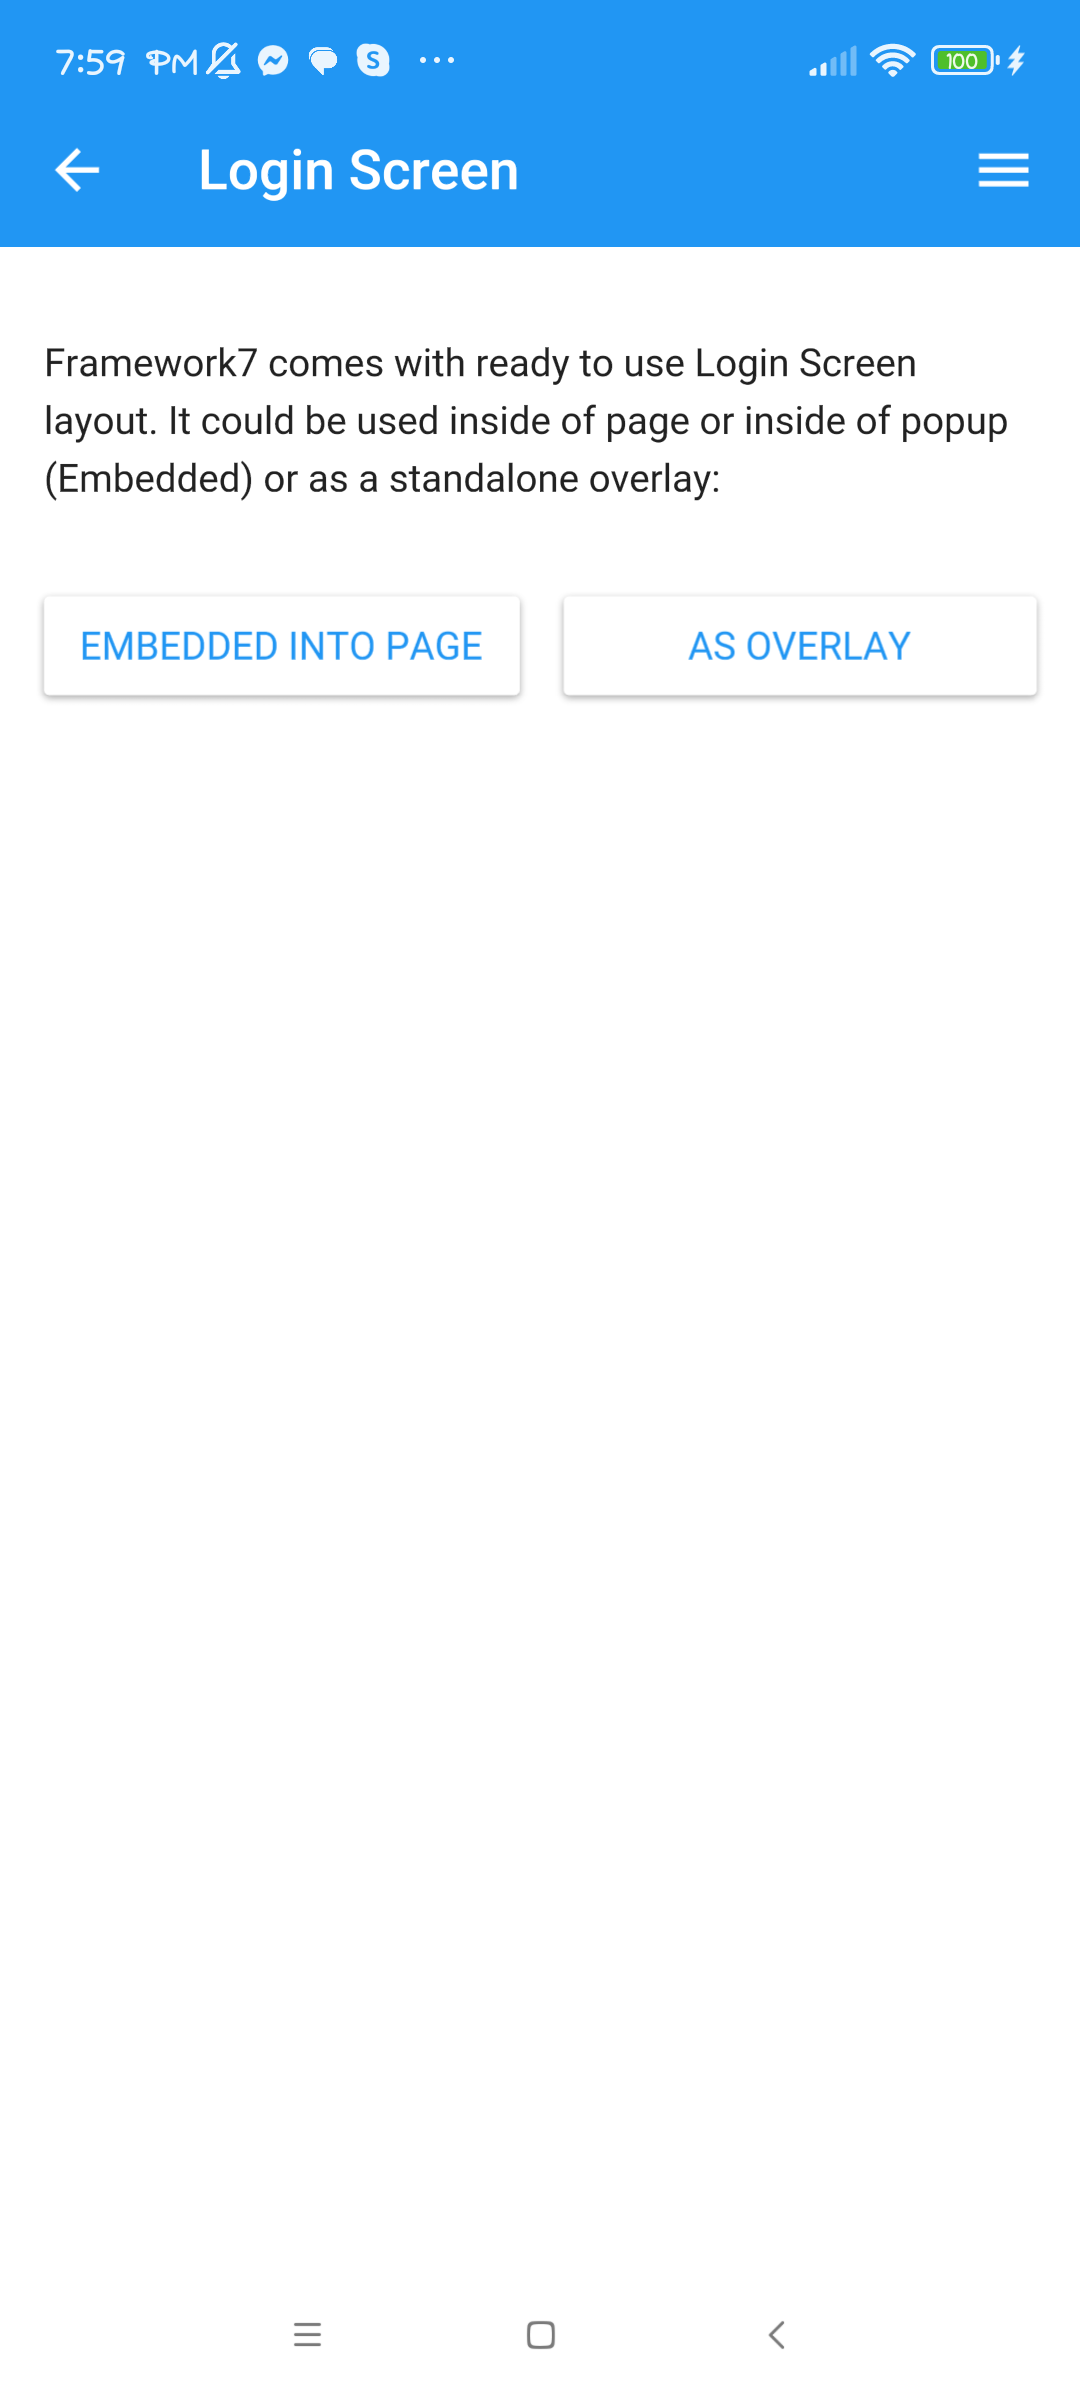 7:59 PM
100
Login Screen
Framework7 comes with ready to use Login Screen
layout. It could be used inside of page or inside of popup
(Embedded) or as a standalone overlay:
EMBEDDED INTO PAGE
AS OVERLAY